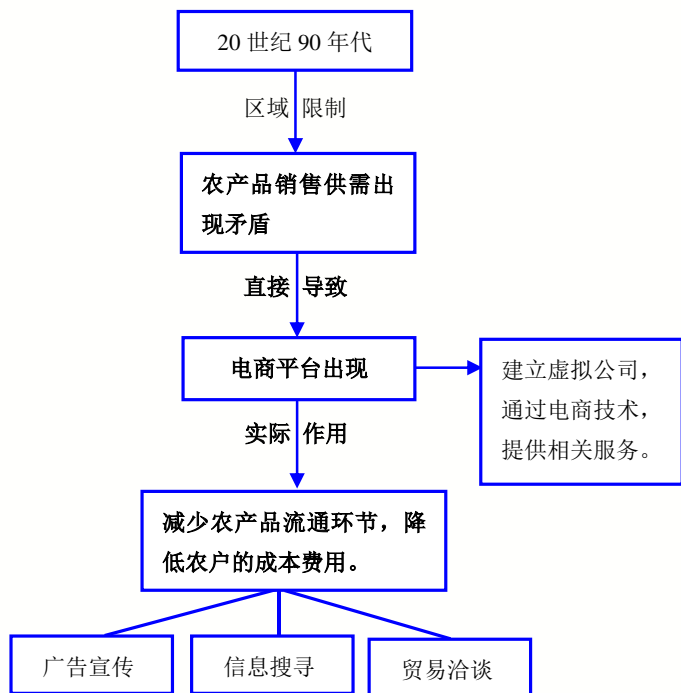 20 世纪 90 年代
区域 限制
农产品销售供需出
现矛盾
直接 导致
电商平台出现
建立虚拟公司，
通过电商技术，
提供相关服务。
实际 作用
减少农产品流通环节，降
低农户的成本费用。
广告宣传
信息搜寻
贸易洽谈